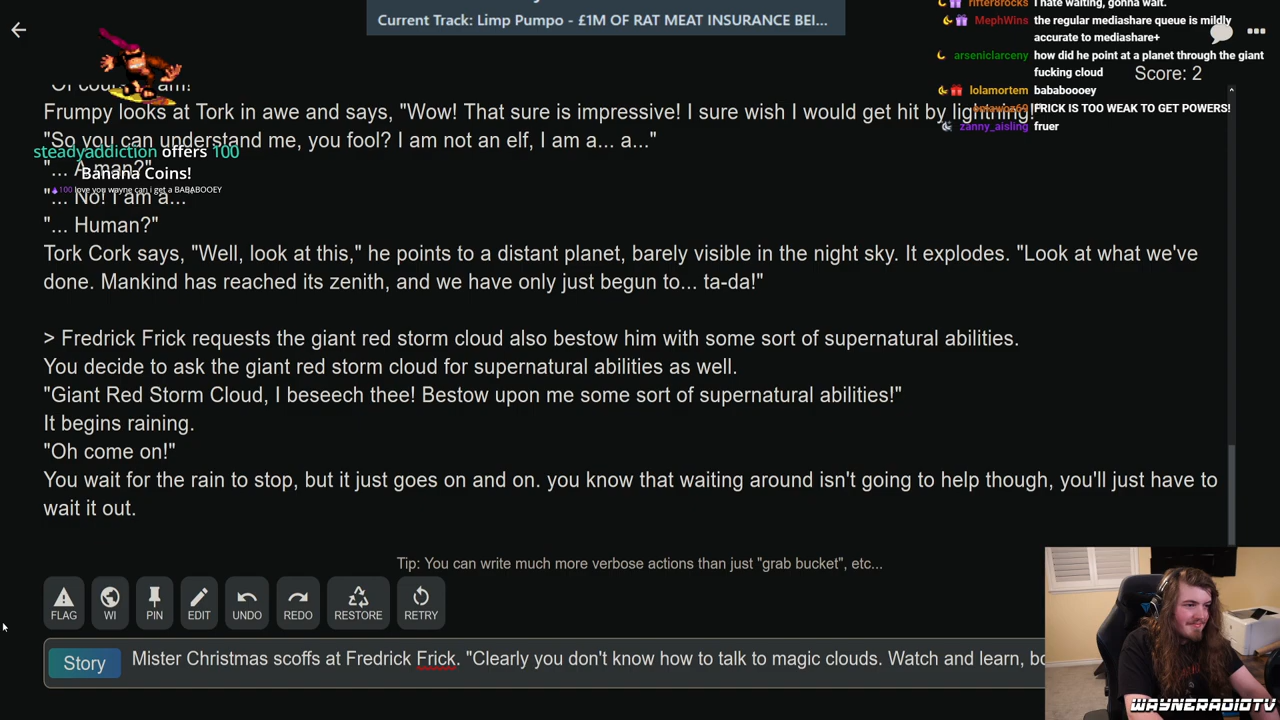 Current Track: Limp Pumpo - £1M OF RAT MEAT INSURANCE BEI...
rifter8rocks I hate waiting, gonna wait.
MephWins the regular mediashare queue is mildly
accurate to mediashare+
arseniclarceny how did he point at a planet through the giant
fucking cloud
Score: 2
lolamortem bababoooey
FRICK IS TOO WEAK TO GET POWERS!
zanny_aisling fruer
Frumpy looks at Tork in awe and says, "Wow! That sure is impressive! I sure wish I would get hit by lightning!"
"So you can understand me, you fool? I am not an elf, I am a... a..."
steadyaddiction offers 100
Banana Coins!
100 love you wayne can i get a BABABOOEY
"... A man?"
"... No! I am a..."
"... Human?"
Tork Cork says, "Well, look at this," he points to a distant planet, barely visible in the night sky. It explodes. "Look at what we've
done. Mankind has reached its zenith, and we have only just begun to... ta-da!"
> Fredrick Frick requests the giant red storm cloud also bestow him with some sort of supernatural abilities.
You decide to ask the giant red storm cloud for supernatural abilities as well.
"Giant Red Storm Cloud, I beseech thee! Bestow upon me some sort of supernatural abilities!"
It begins raining.
"Oh come on!"
You wait for the rain to stop, but it just goes on and on. you know that waiting around isn't going to help though, you'll just have to
wait it out.
Tip: You can write much more verbose actions than just "grab bucket", etc...
FLAG WI PIN EDIT UNDO REDO RESTORE RETRY
Story Mister Christmas scoffs at Fredrick Frick. "Clearly you don't know how to talk to magic clouds. Watch and learn, bo
WAYNERADIOTV